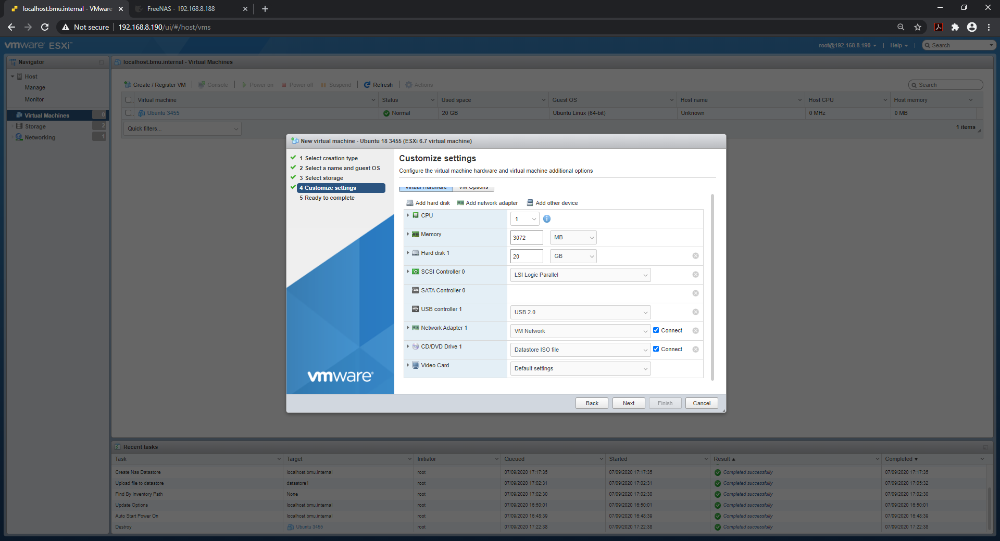 localhost.bmu.internal - VMware
FreeNAS - 192.168.8.188
Not secure 192.168.8.190/ui/#/host/vms
vmware ESXi™
root@192.168.8.190 | Help | Search
Navigator
Host
Manage
Monitor
Virtual Machines 0
Storage 2
Networking 1
localhost.bmu.internal - Virtual Machines
Create / Register VM | Console | Power on Power off Suspend | Refresh | Actions
Search
Virtual machine Status Used space Guest OS Host name Host CPU Host memory
Ubuntu 3455 Normal 20 GB Ubuntu Linux (64-bit) Unknown 0 MHz 0 MB
Quick filters...
1 items
New virtual machine - Ubuntu 18 3455 (ESXi 6.7 virtual machine)
1 Select creation type
2 Select a name and guest OS
3 Select storage
4 Customize settings
5 Ready to complete
vmware®
Customize settings
Configure the virtual machine hardware and virtual machine additional options
Virtual Hardware VM Options
Add hard disk Add network adapter Add other device
CPU 1
Memory 3072 MB
Hard disk 1 20 GB
SCSI Controller 0 LSI Logic Parallel
SATA Controller 0
USB controller 1 USB 2.0
Network Adapter 1 VM Network Connect
CD/DVD Drive 1 Datastore ISO file Connect
Video Card Default settings
Back Next Finish Cancel
Recent tasks
Task Target Initiator Queued Started Result ▲ Completed ▼
Create Nas Datastore localhost.bmu.internal root 07/09/2020 17:17:35 07/09/2020 17:17:35 Completed successfully 07/09/2020 17:17:35
Upload file to datastore datastore1 root 07/09/2020 17:02:31 07/09/2020 17:02:31 Completed successfully 07/09/2020 17:05:32
Find By Inventory Path None root 07/09/2020 17:02:30 07/09/2020 17:02:30 Completed successfully 07/09/2020 17:02:30
Update Options localhost.bmu.internal root 07/09/2020 16:50:01 07/09/2020 16:50:01 Completed successfully 07/09/2020 16:50:01
Auto Start Power On localhost.bmu.internal root 07/09/2020 16:48:39 07/09/2020 16:48:39 Completed successfully 07/09/2020 16:48:39
Destroy Ubuntu 3455 root 07/09/2020 17:22:38 07/09/2020 17:22:38 Completed successfully 07/09/2020 17:22:38